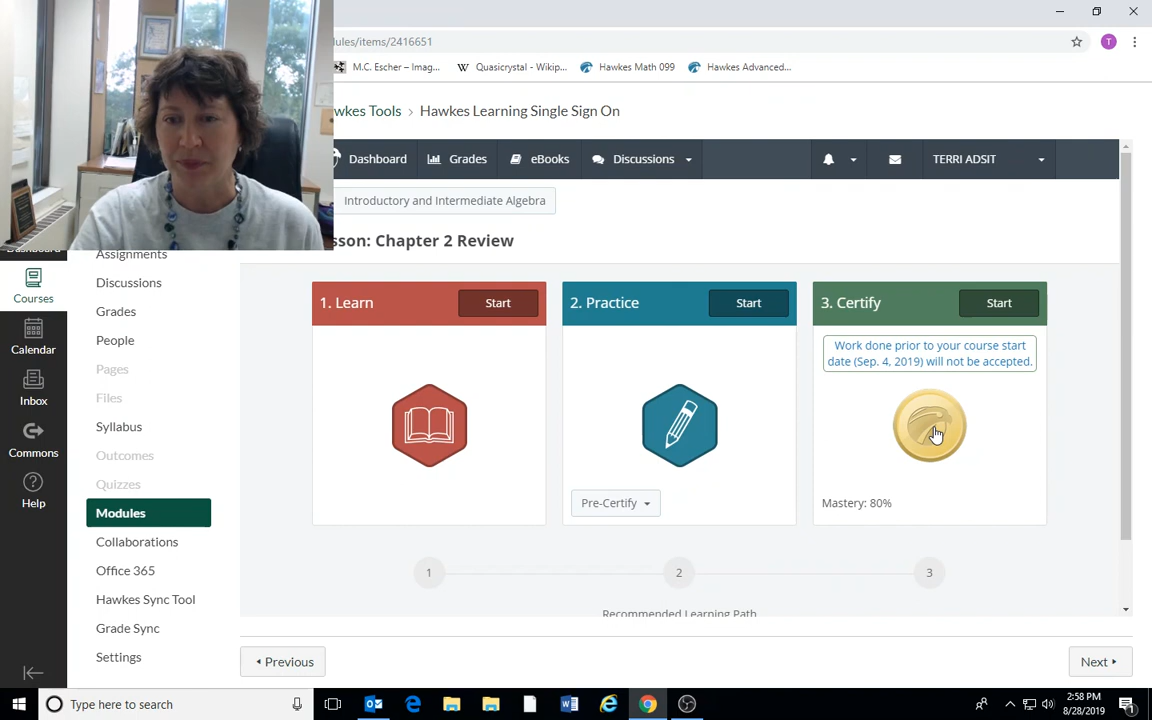 ules/items/2416651
M.C. Escher – Imag...
Quasicrystal - Wikip...
Hawkes Math 099
Hawkes Advanced...
wkes Tools > Hawkes Learning Single Sign On
Dashboard
Grades
eBooks
Discussions
TERRI ADSIT
Introductory and Intermediate Algebra
sson: Chapter 2 Review
1. Learn
Start
2. Practice
Start
3. Certify
Start
Work done prior to your course start
date (Sep. 4, 2019) will not be accepted.
Pre-Certify
Mastery: 80%
1
2
3
Recommended Learning Path
Courses
Calendar
Inbox
Commons
Help
Assignments
Discussions
Grades
People
Pages
Files
Syllabus
Outcomes
Quizzes
Modules
Collaborations
Office 365
Hawkes Sync Tool
Grade Sync
Settings
Previous
Next
Type here to search
2:58 PM
8/28/2019
T
1